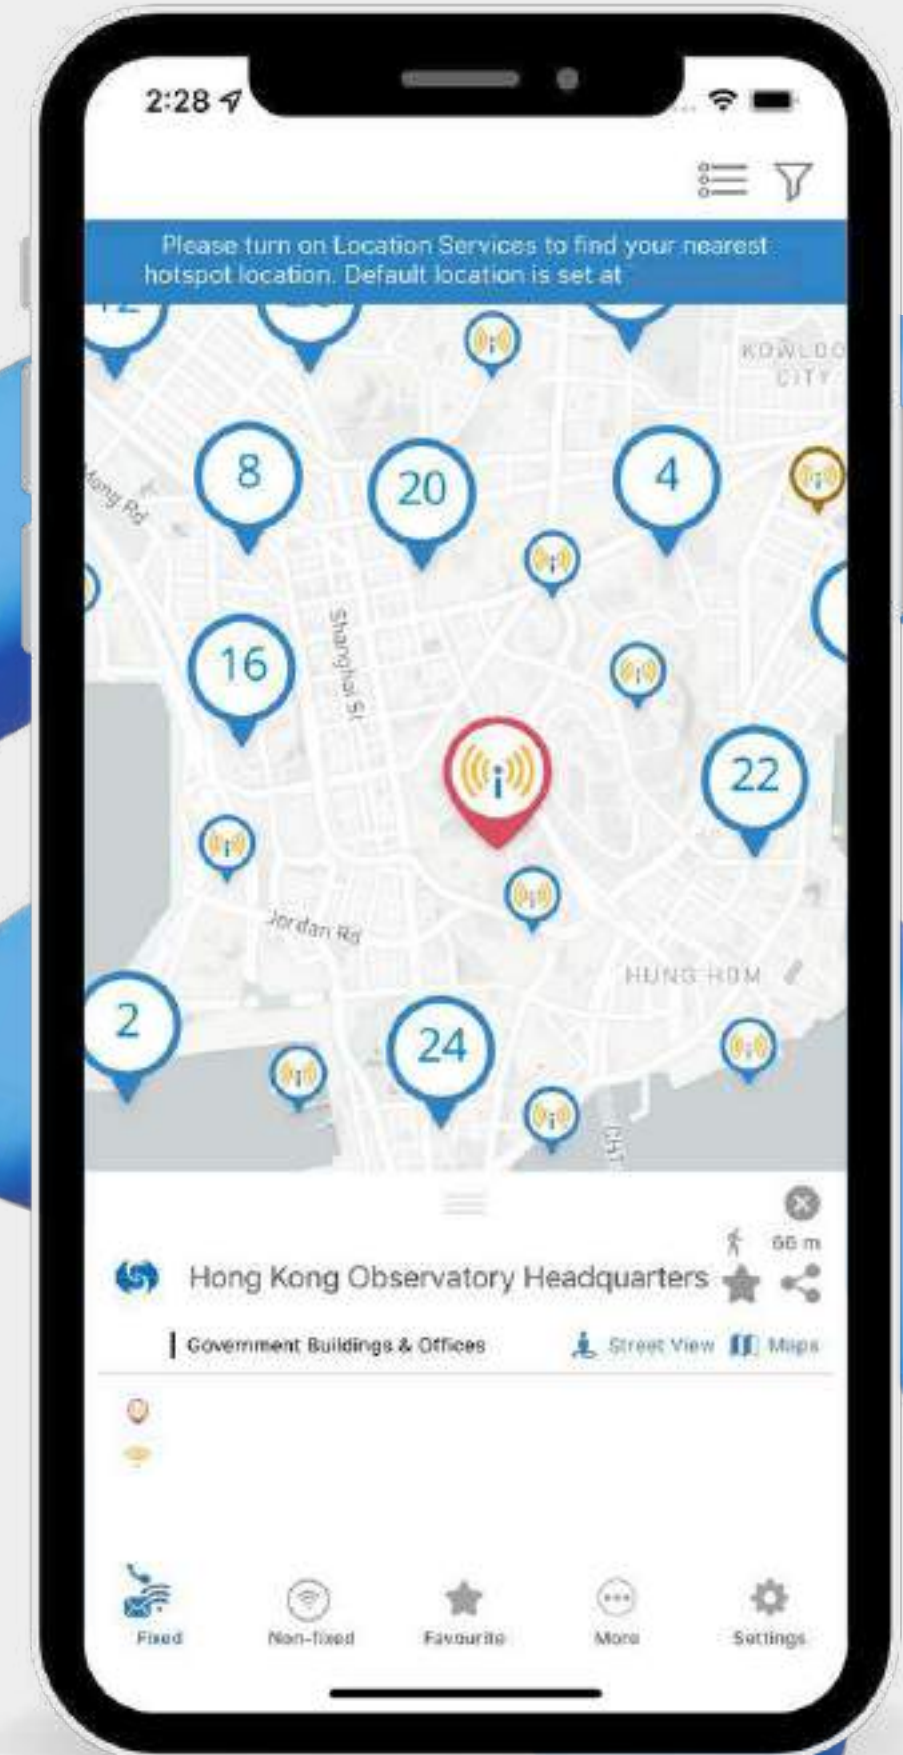 2:28
Please turn on Location Services to find your nearest
hotspot location. Default location is set at
12
KOWLOO
CITY
8
20
4
Shanghai St
16
22
Jordan Rd
HUNG HOM
2
24
66 m
Hong Kong Observatory Headquarters
Government Buildings & Offices
Street View
Maps
Fixed
Non-fixed
Favourite
More
Settings